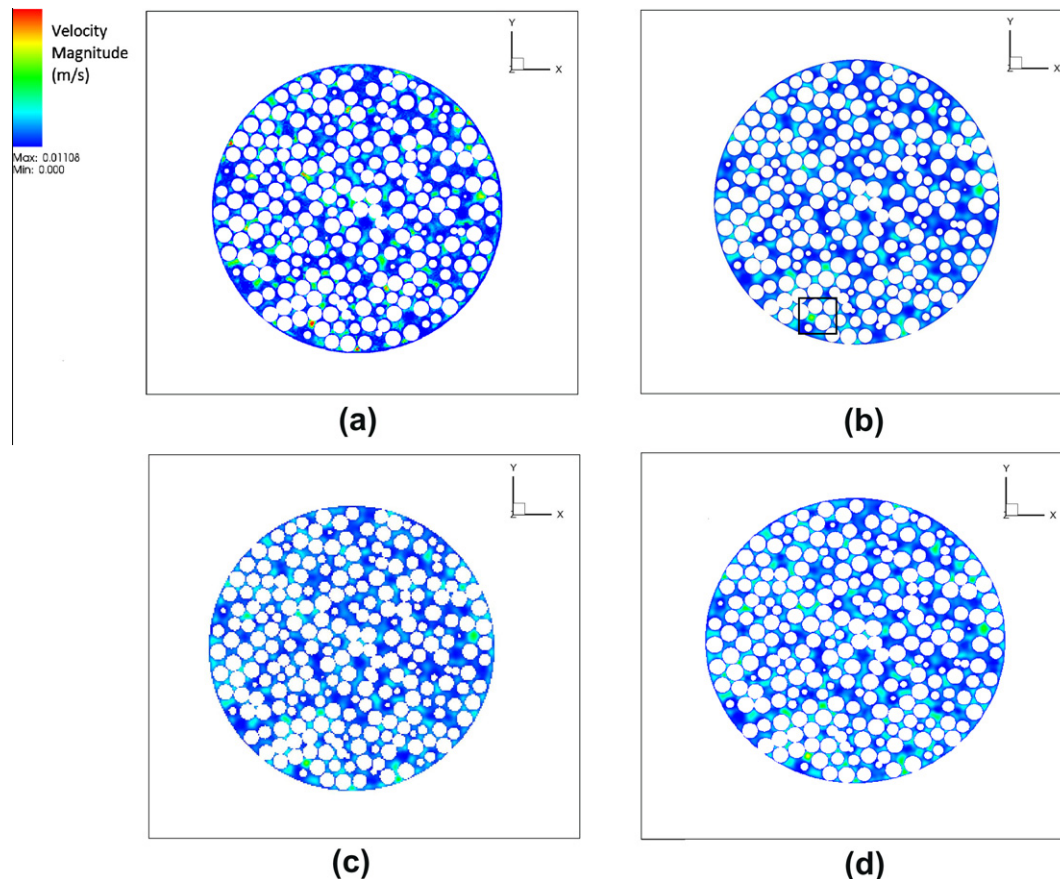 Velocity
Magnitude
(m/s)
Max: 0.01108
Min: 0.000
Y
Z
X
(a)
Y
Z
X
(b)
Y
Z
X
(c)
Y
Z
X
(d)